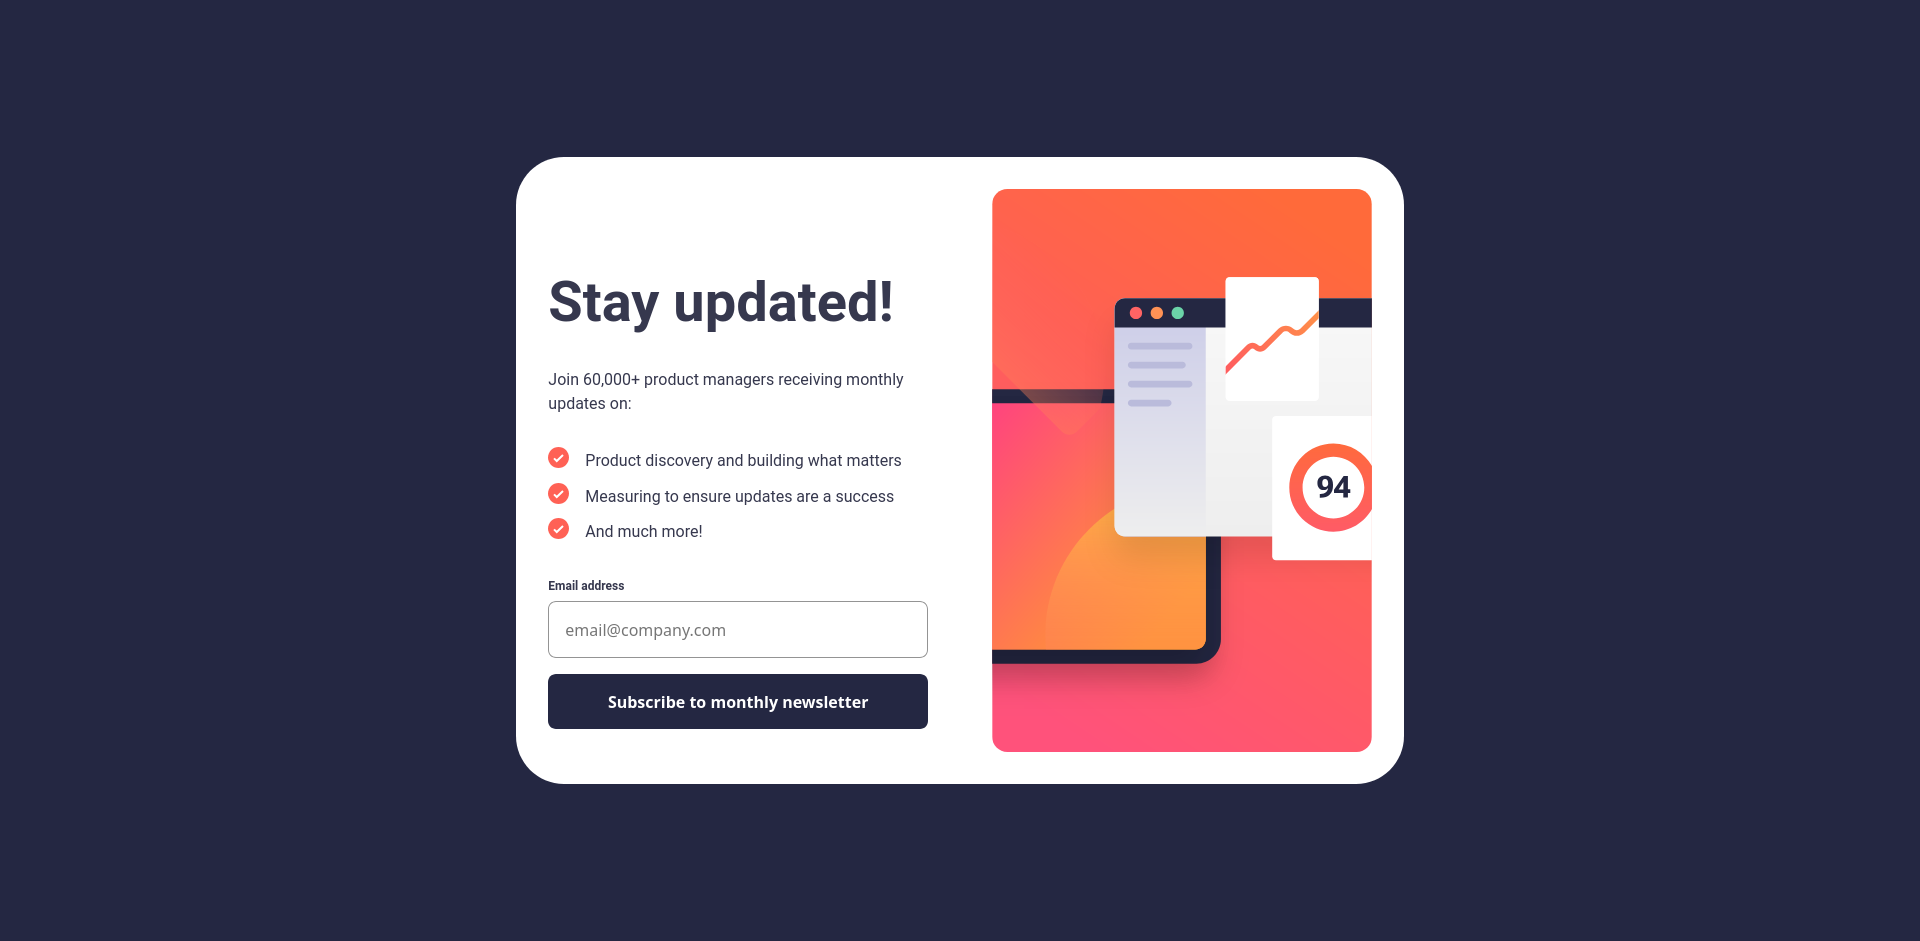 Stay updated!
Join 60,000+ product managers receiving monthly
updates on:
Product discovery and building what matters
Measuring to ensure updates are a success
And much more!
Email address
email@company.com
Subscribe to monthly newsletter
94